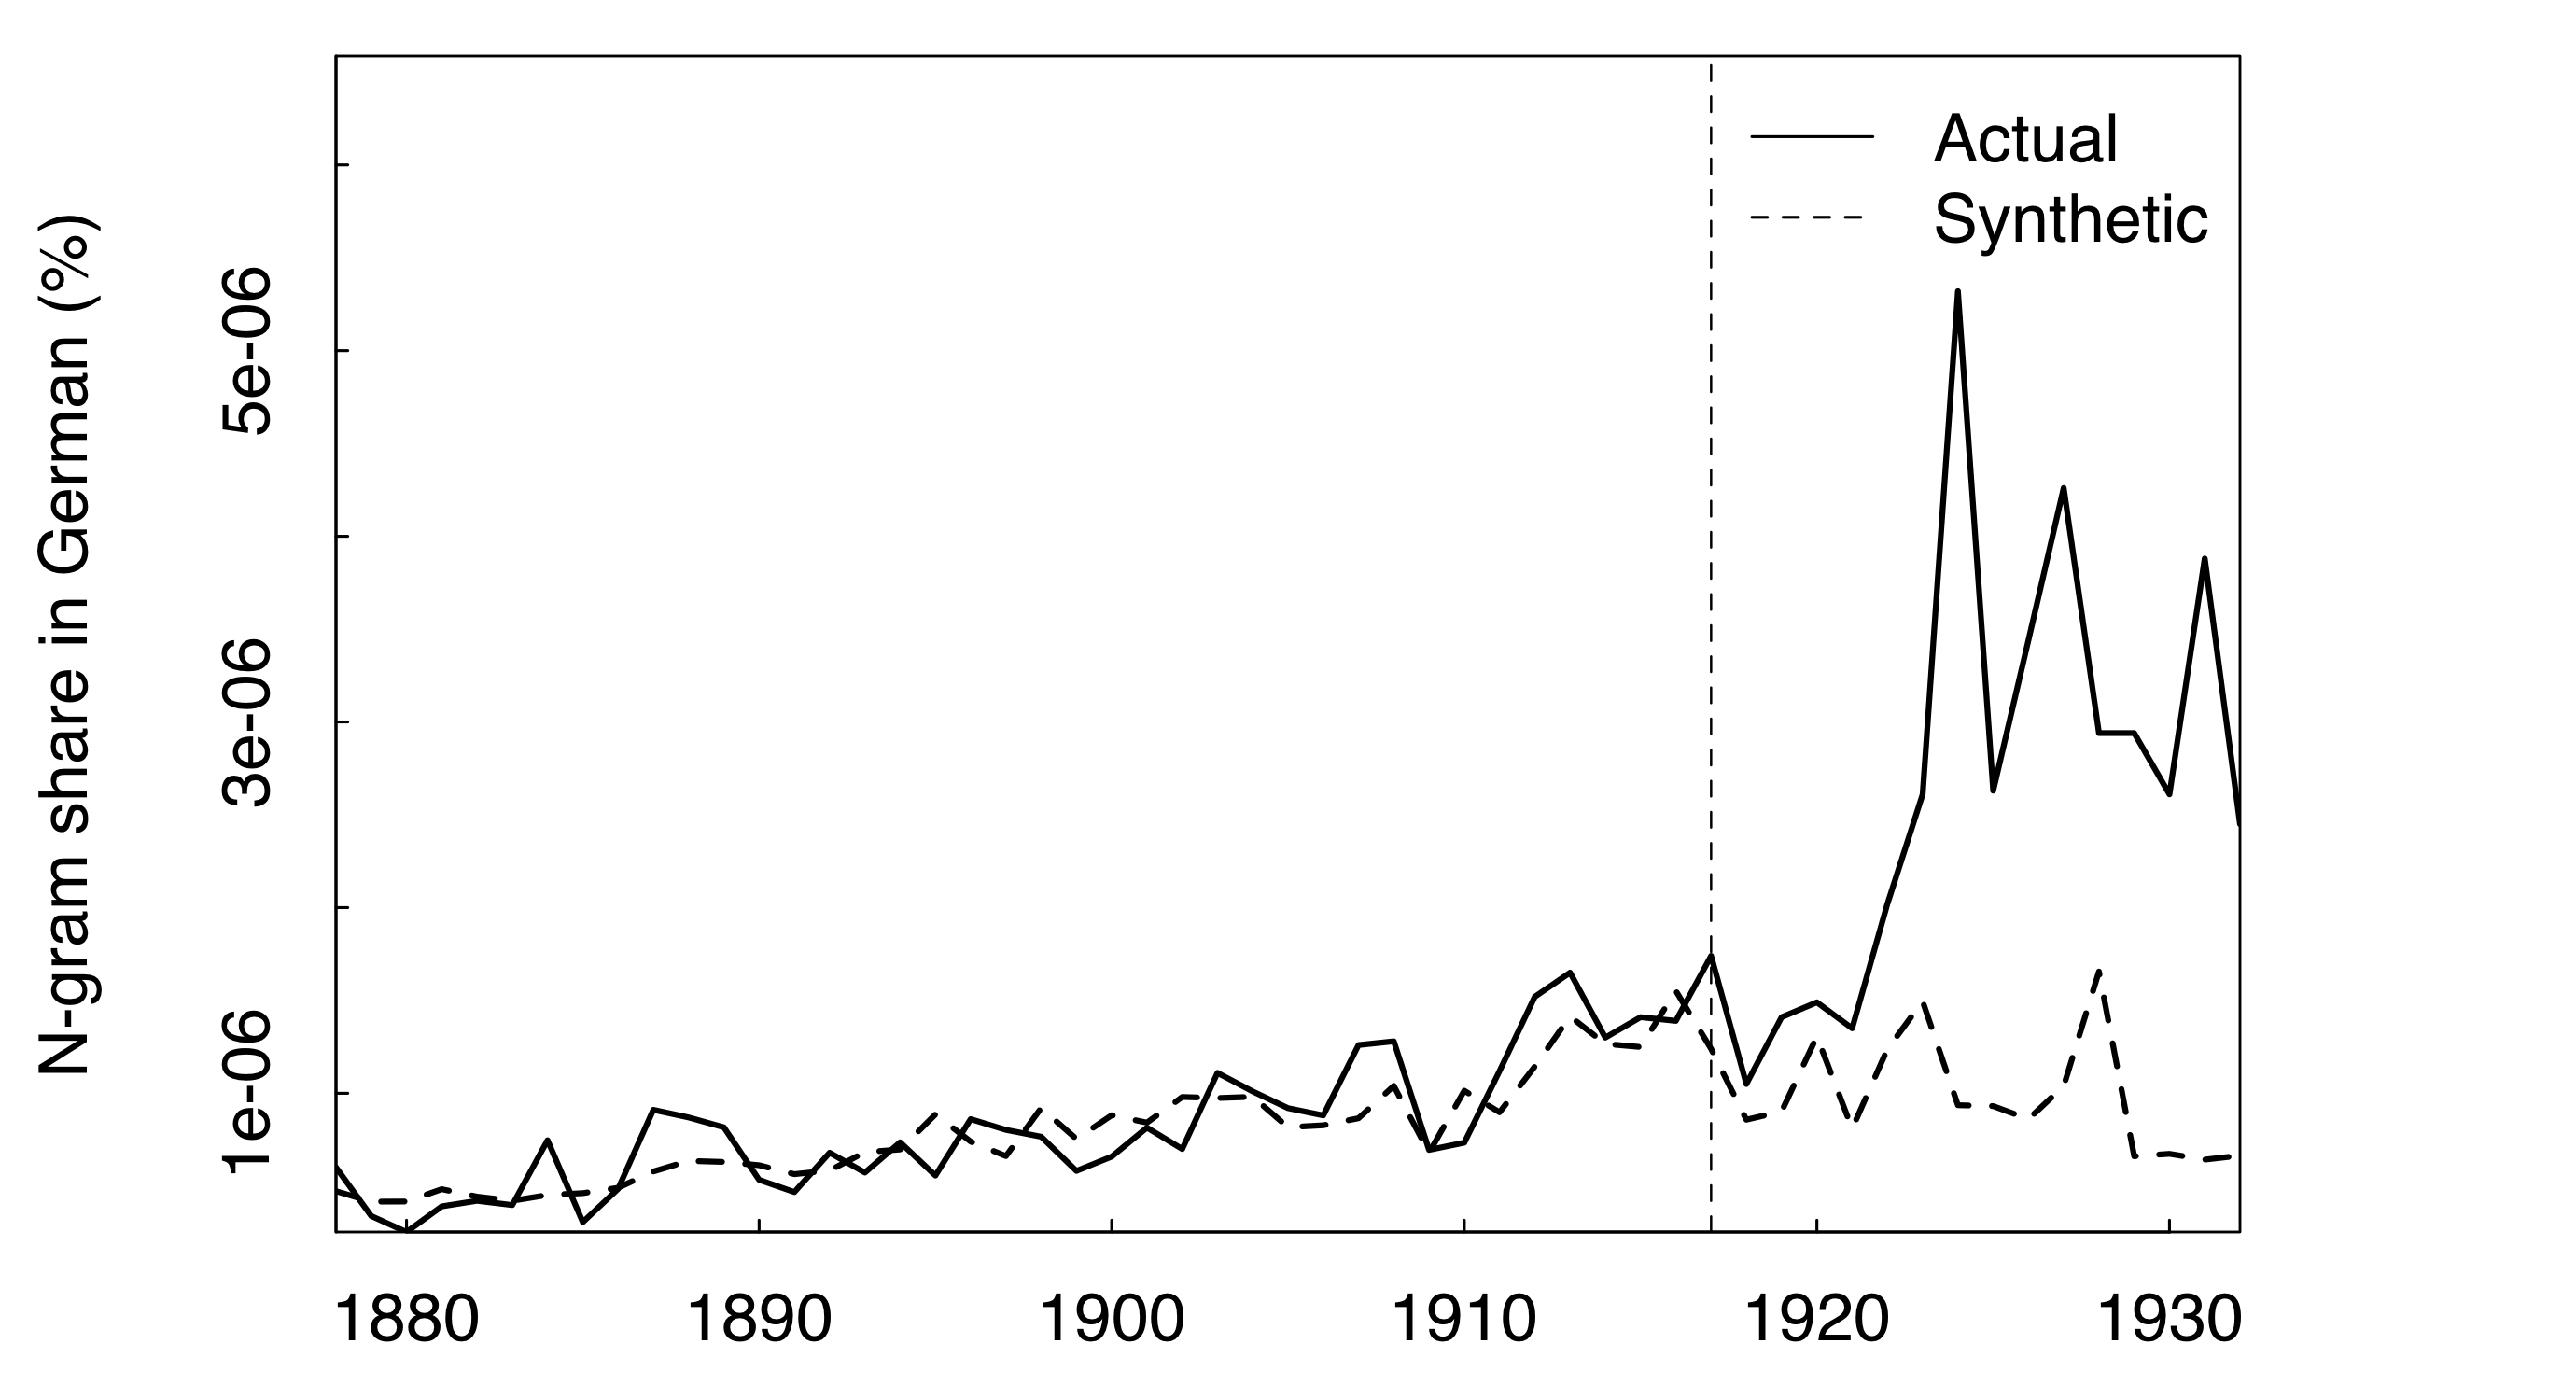 N-gram share in German (%)
5e-06
3e-06
1e-06
Actual
Synthetic
1880 1890 1900 1910 1920 1930